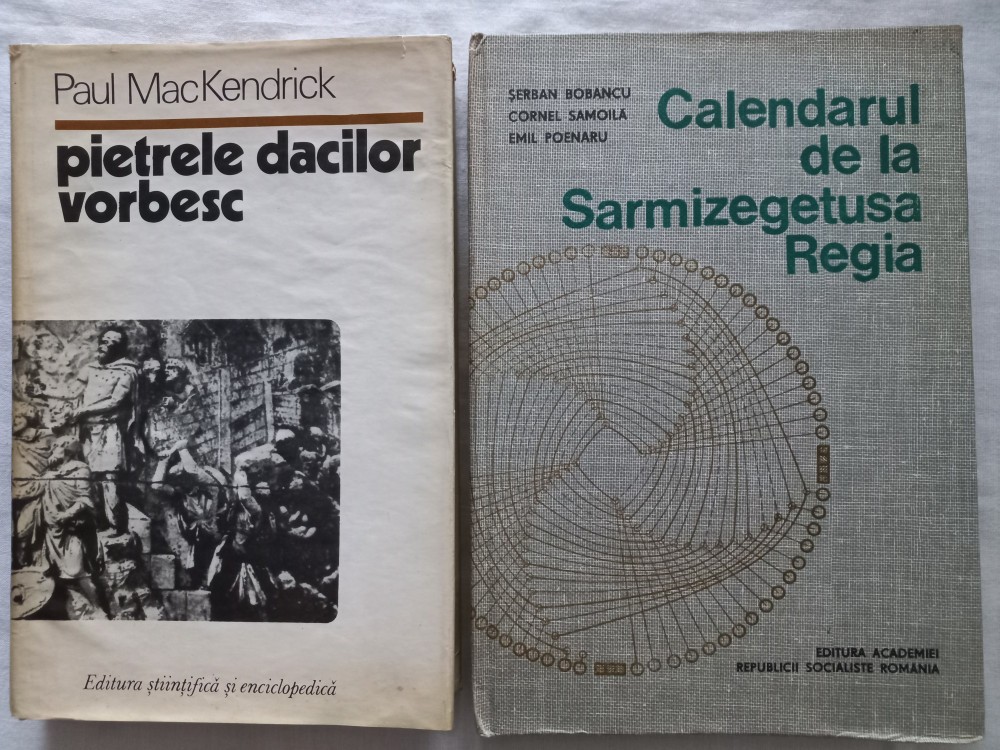 Paul MacKendrick
pietrele dacilor
vorbesc
Editura științifică și enciclopedică
ȘERBAN BOBANCU
CORNEL SAMOILĂ
EMIL POENARU
Calendarul
de la
Sarmizegetusa
Regia
EDITURA ACADEMIEI
REPUBLICII SOCIALISTE ROMÂNIA